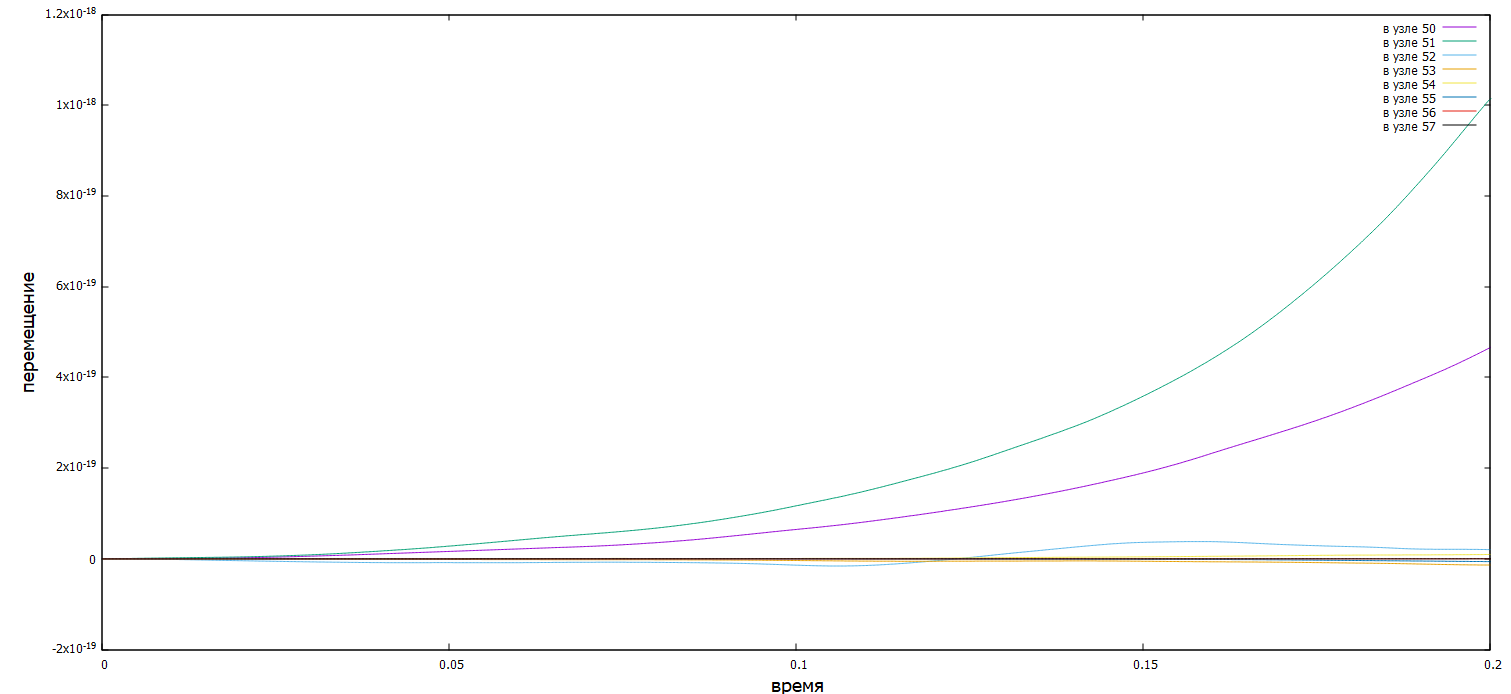 1.2x10-18
1x10-18
8x10-19
6x10-19
4x10-19
2x10-19
0
-2x10-19
0
0.05
0.1
0.15
0.2
перемещение
время
в узле 50
в узле 51
в узле 52
в узле 53
в узле 54
в узле 55
в узле 56
в узле 57